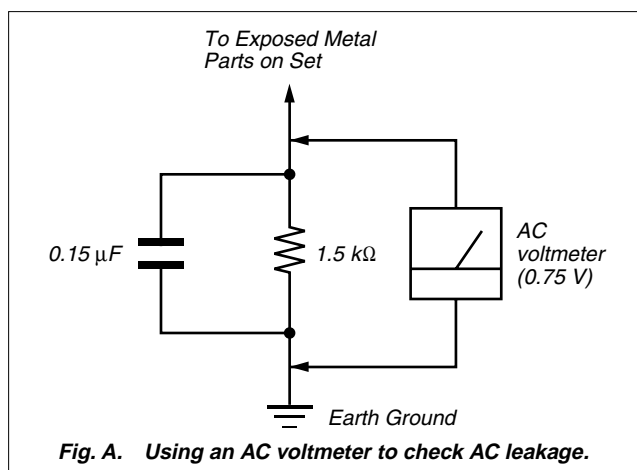 To Exposed Metal
Parts on Set
0.15 μF
1.5 kΩ
AC
voltmeter
(0.75 V)
Earth Ground
Fig. A. Using an AC voltmeter to check AC leakage.